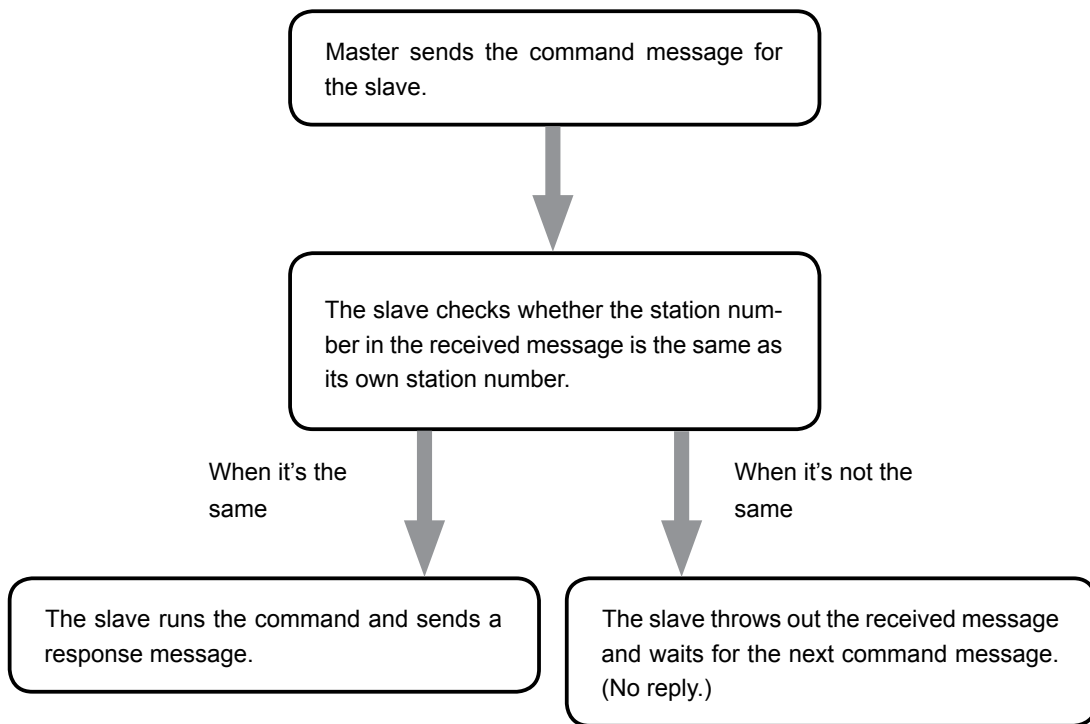 Master sends the command message for
the slave.
The slave checks whether the station num-
ber in the received message is the same as
its own station number.
When it's the
same
When it's not the
same
The slave runs the command and sends a
response message.
The slave throws out the received message
and waits for the next command message.
(No reply.)